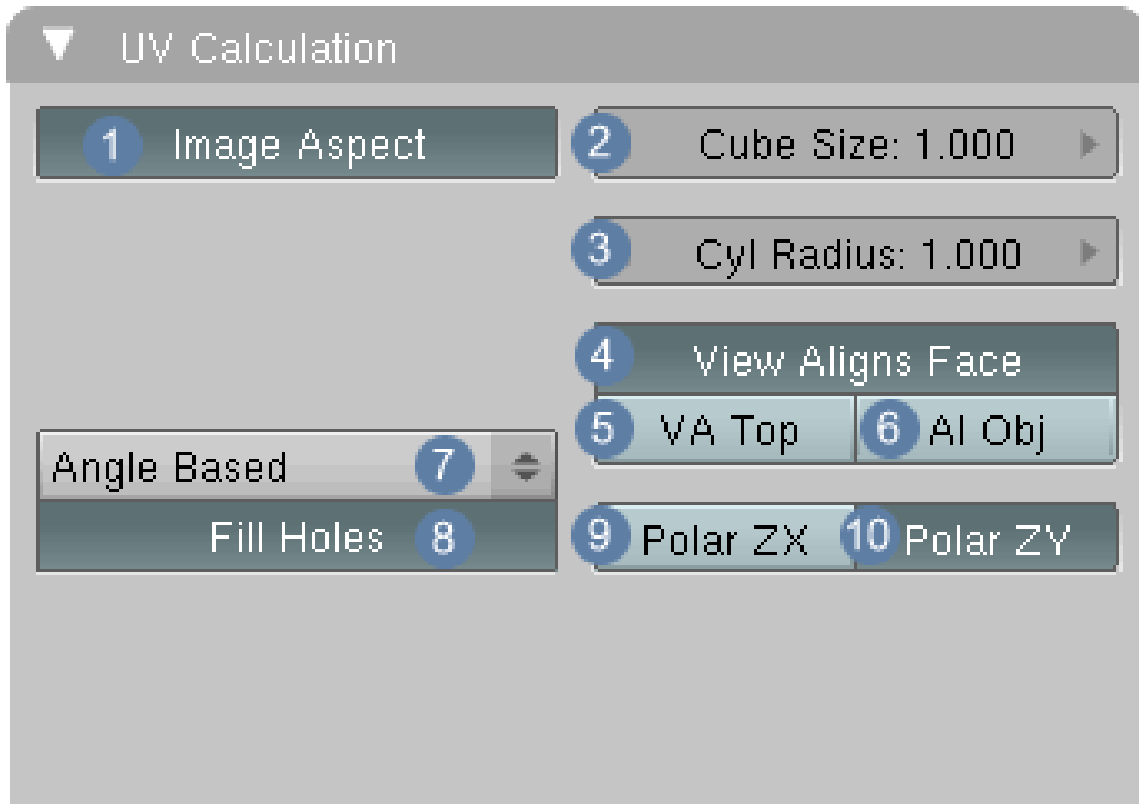 UV Calculation
1 Image Aspect
2 Cube Size: 1.000
3 Cyl Radius: 1.000
4 View Aligns Face
5 VA Top 6 Al Obj
Angle Based 7
Fill Holes 8
9 Polar ZX 10 Polar ZY